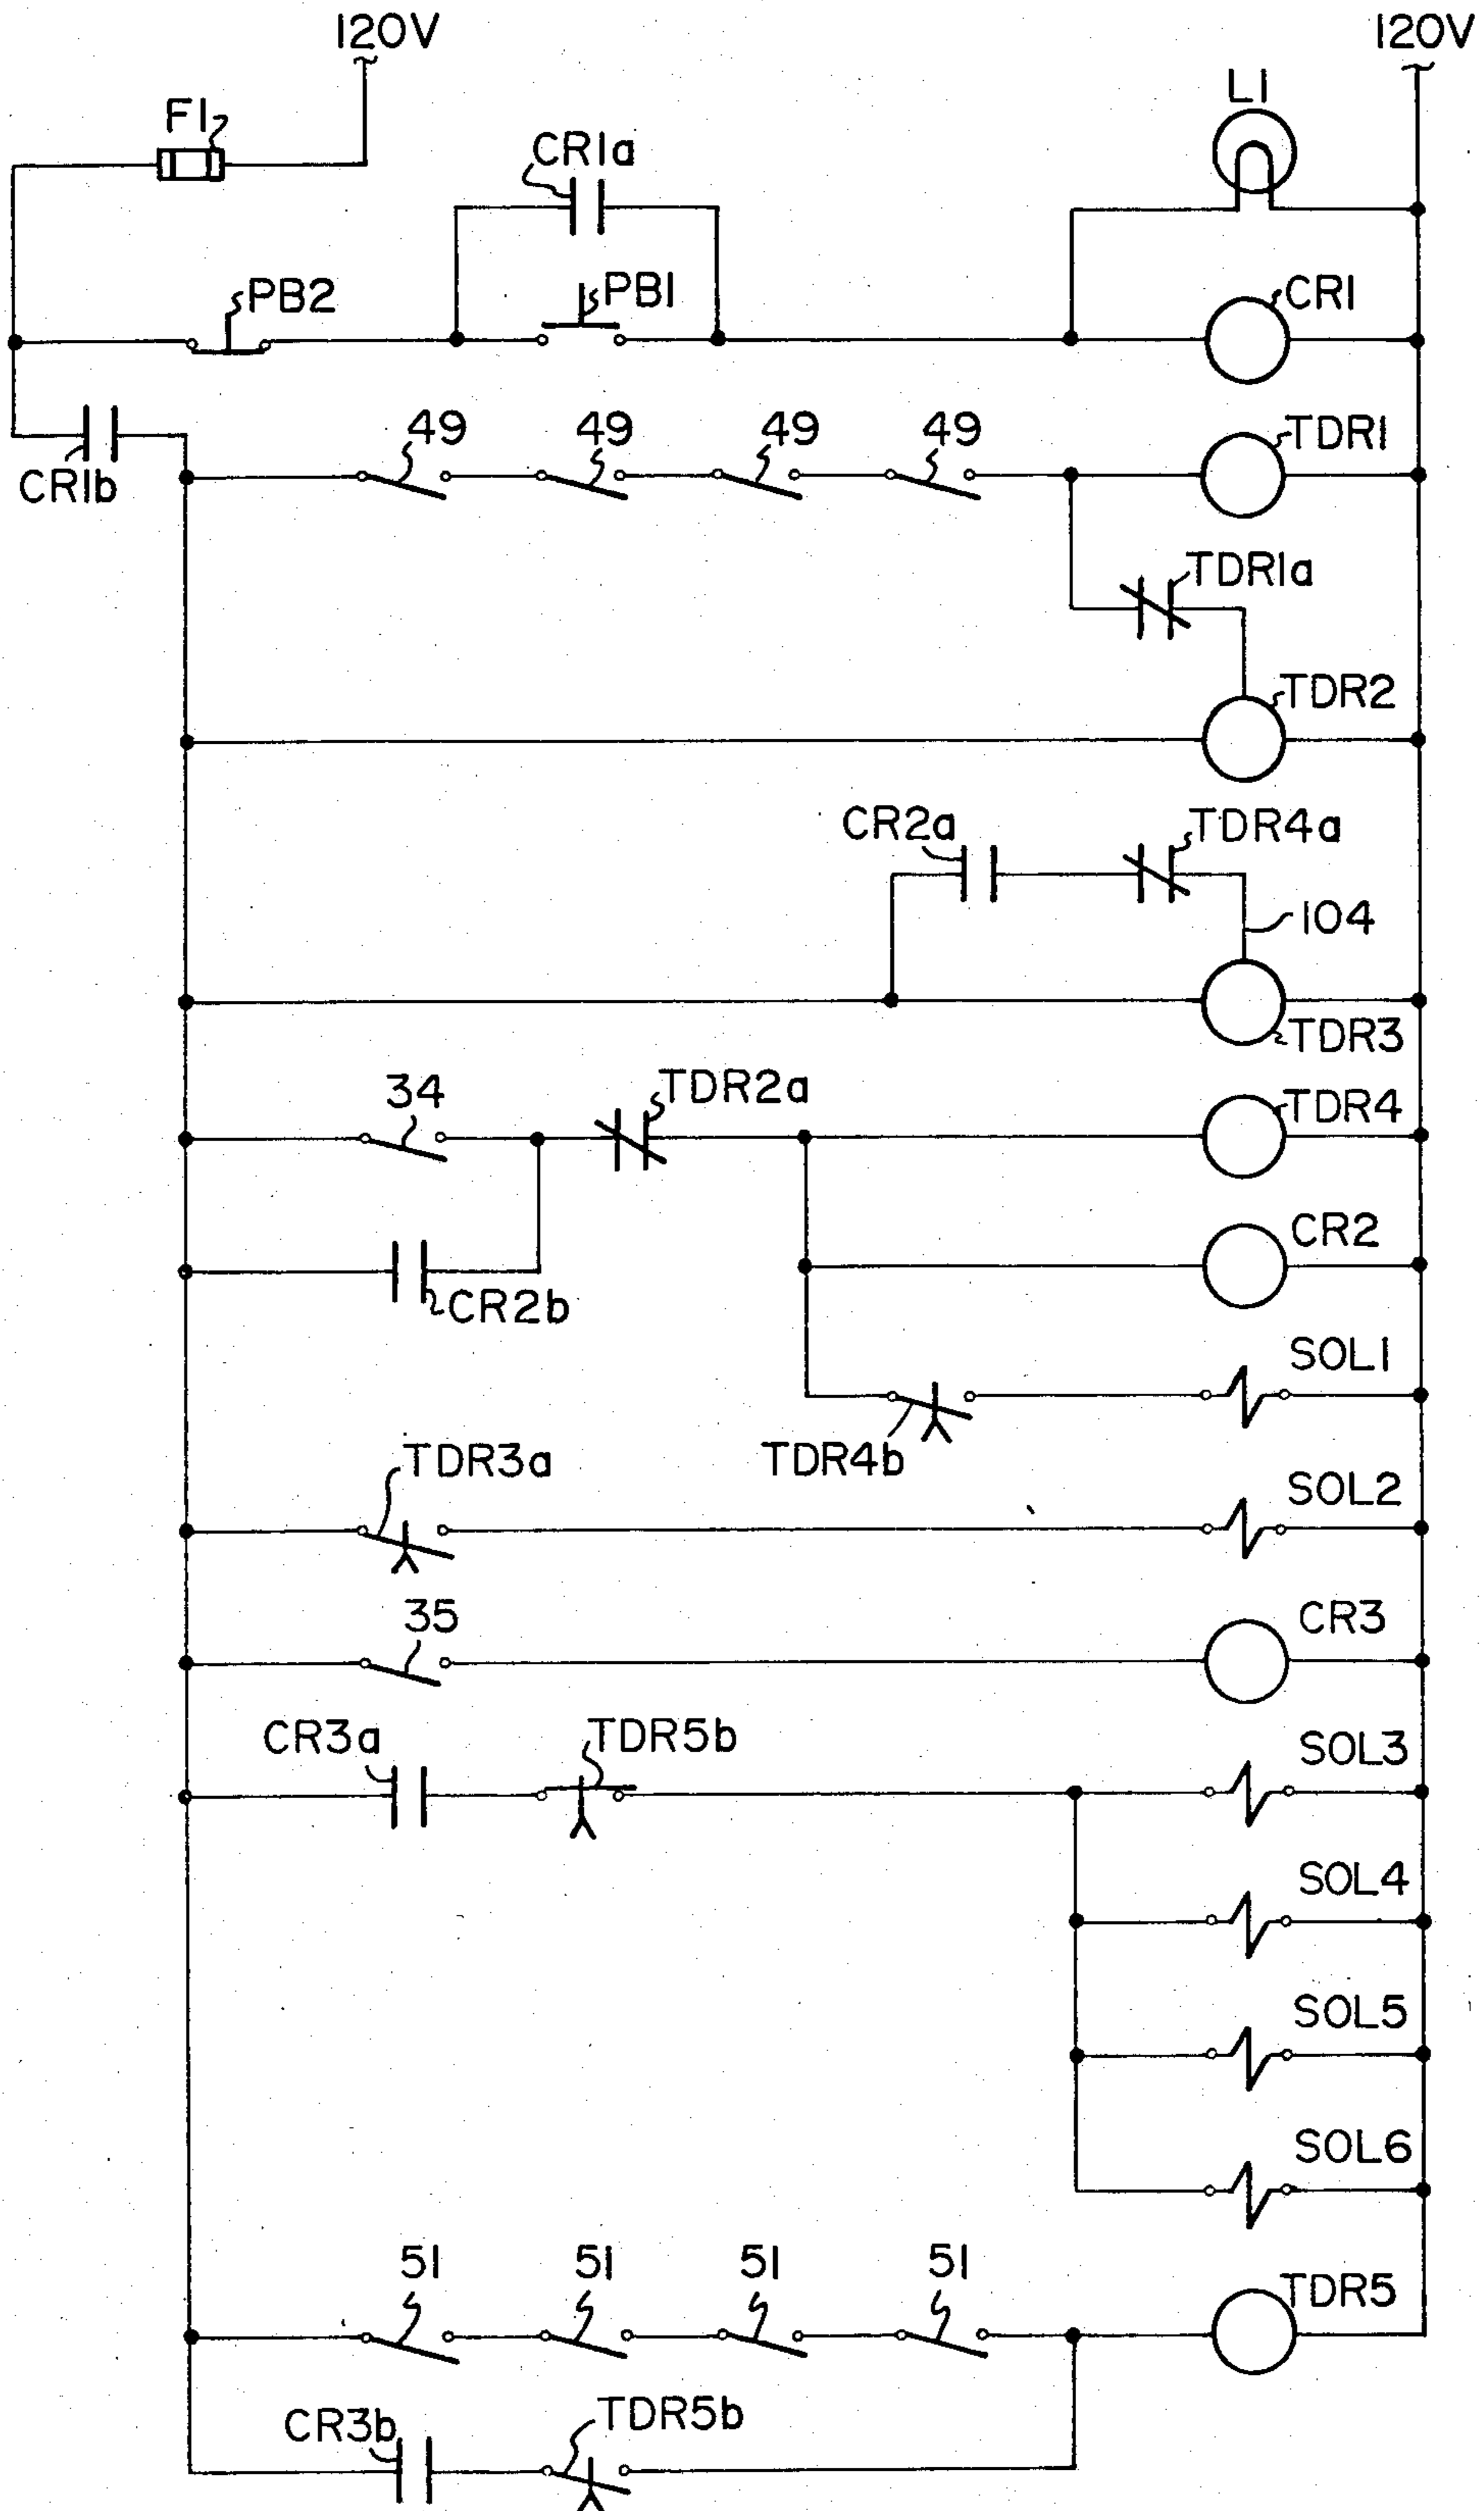 120V
120V
L1
F1
CR1a
PB2
PB1
CR1
49
49
49
49
TDR1
CR1b
TDR1a
TDR2
CR2a
TDR4a
104
TDR3
34
TDR2a
TDR4
CR2
CR2b
SOL1
TDR3a
TDR4b
SOL2
35
CR3
CR3a
TDR5b
SOL3
SOL4
SOL5
SOL6
51
51
51
51
TDR5
CR3b
TDR5b